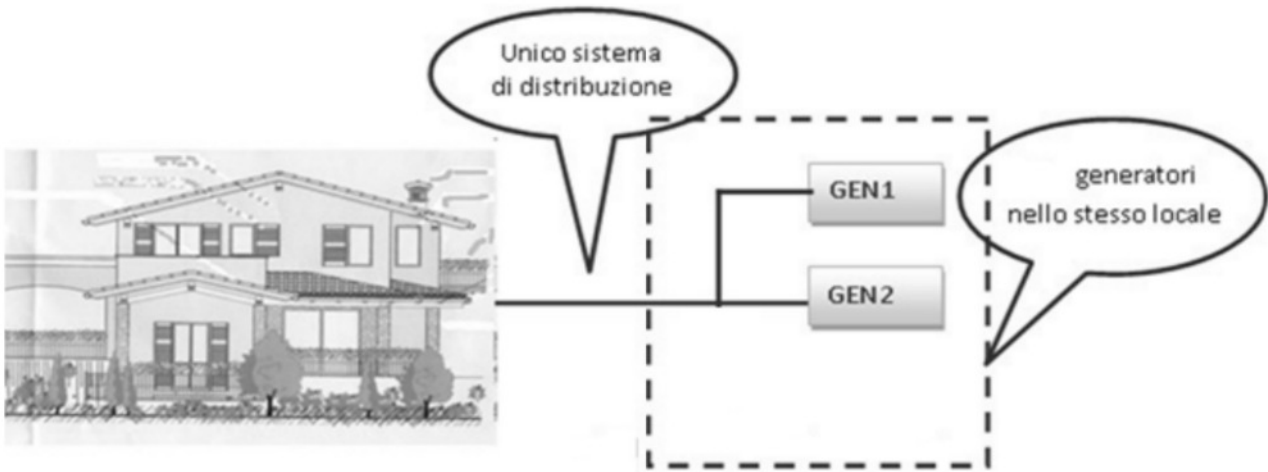 Unico sistema
di distribuzione
GEN1
generatori
nello stesso locale
GEN2